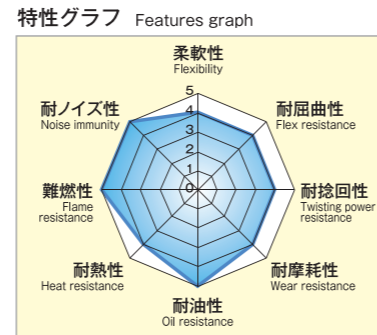 特性グラフ Features graph
柔軟性
Flexibility
5
4
3
2
1
0
耐ノイズ性
Noise immunity
耐屈曲性
Flex resistance
難燃性
Flame
resistance
耐捻回性
Twisting power
resistance
耐熱性
Heat resistance
耐摩耗性
Wear resistance
耐油性
Oil resistance